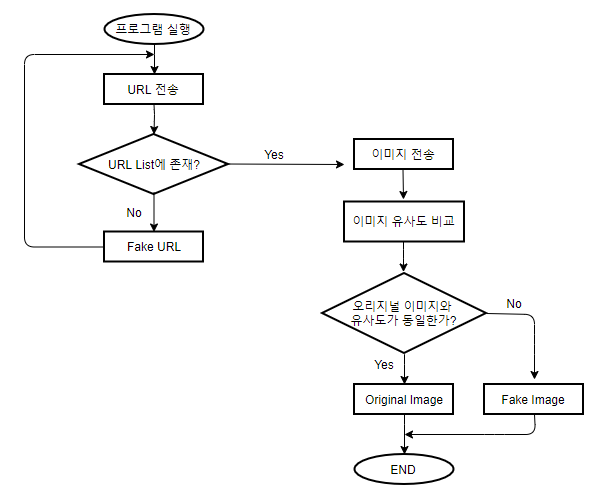 프로그램 실행
URL 전송
URL List에 존재?
Yes
No
Fake URL
이미지 전송
이미지 유사도 비교
오리지널 이미지와
유사도가 동일한가?
No
Yes
Original Image
Fake Image
END